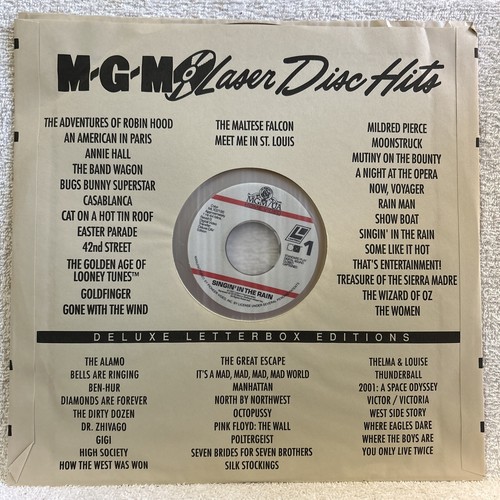 M-G-M Laser Disc Hits
THE ADVENTURES OF ROBIN HOOD
AN AMERICAN IN PARIS
ANNIE HALL
THE BAND WAGON
BUGS BUNNY SUPERSTAR
CASABLANCA
CAT ON A HOT TIN ROOF
EASTER PARADE
42nd STREET
THE GOLDEN AGE OF
LOONEY TUNES™
GOLDFINGER
GONE WITH THE WIND
THE MALTESE FALCON
MEET ME IN ST. LOUIS
MGM/UA
1
SINGIN' IN THE RAIN
MILDRED PIERCE
MOONSTRUCK
MUTINY ON THE BOUNTY
A NIGHT AT THE OPERA
NOW, VOYAGER
RAIN MAN
SHOW BOAT
SINGIN' IN THE RAIN
SOME LIKE IT HOT
THAT'S ENTERTAINMENT!
TREASURE OF THE SIERRA MADRE
THE WIZARD OF OZ
THE WOMEN
DELUXE LETTERBOX EDITIONS
THE ALAMO
BELLS ARE RINGING
BEN-HUR
DIAMONDS ARE FOREVER
THE DIRTY DOZEN
DR. ZHIVAGO
GIGI
HIGH SOCIETY
HOW THE WEST WAS WON
THE GREAT ESCAPE
IT'S A MAD, MAD, MAD, MAD WORLD
MANHATTAN
NORTH BY NORTHWEST
OCTOPUSSY
PINK FLOYD: THE WALL
POLTERGEIST
SEVEN BRIDES FOR SEVEN BROTHERS
SILK STOCKINGS
THELMA & LOUISE
THUNDERBALL
2001: A SPACE ODYSSEY
VICTOR / VICTORIA
WEST SIDE STORY
WHERE EAGLES DARE
WHERE THE BOYS ARE
YOU ONLY LIVE TWICE